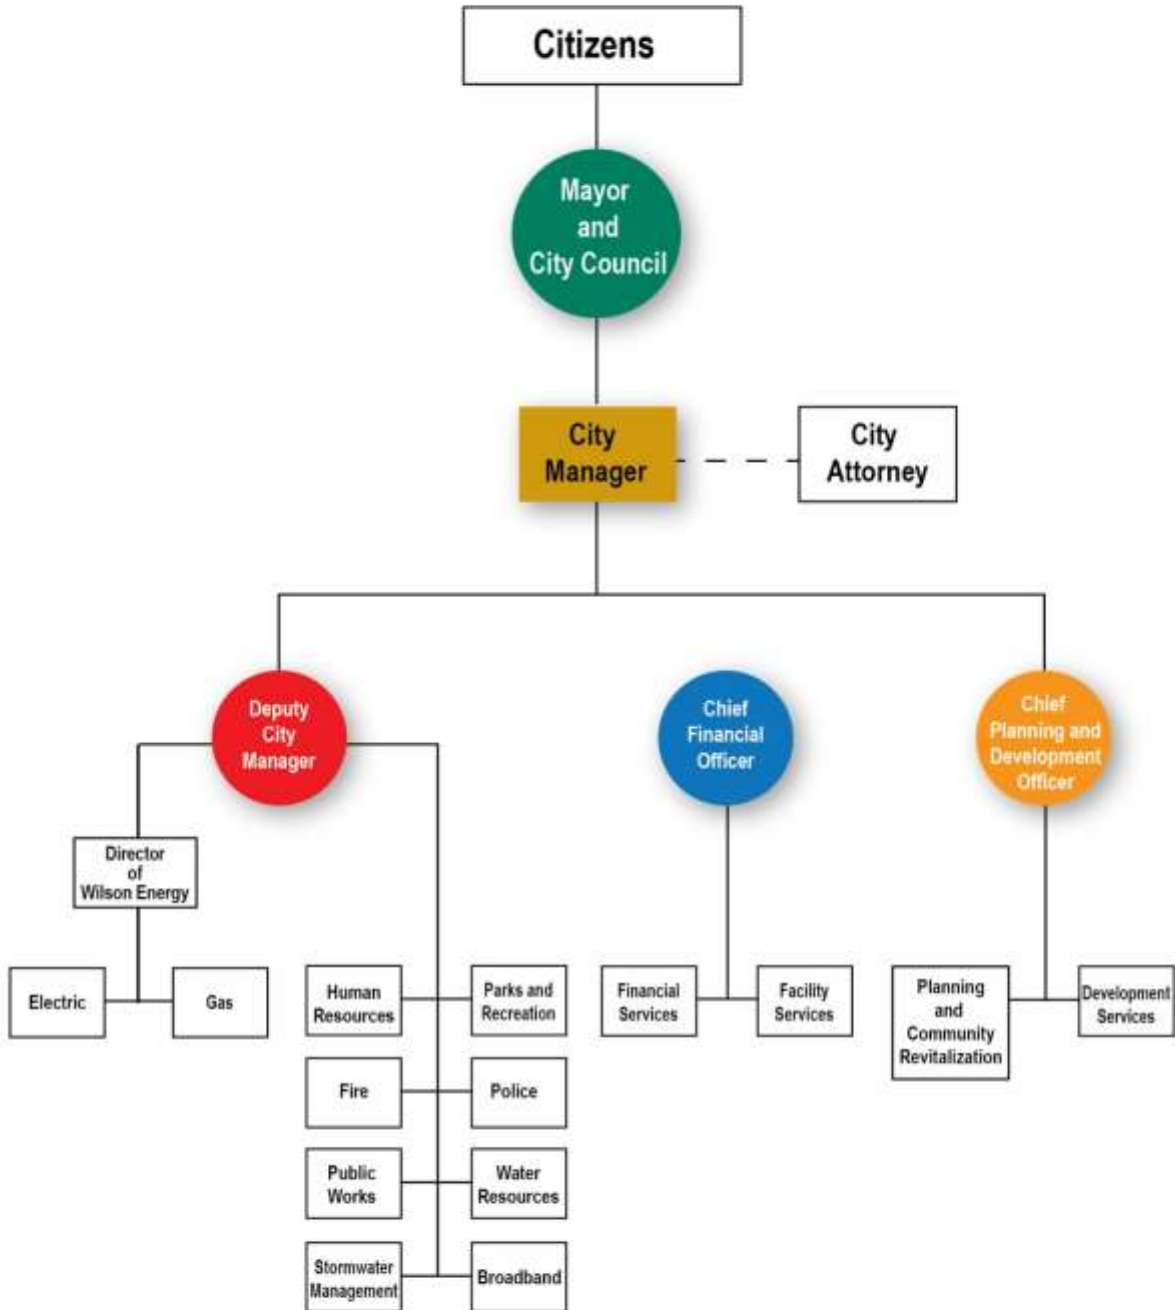 Citizens
Mayor
and
City Council
City
Manager
City
Attorney
Deputy
City
Manager
Chief
Financial
Officer
Chief
Planning and
Development
Officer
Director
of
Wilson Energy
Electric
Gas
Human
Resources
Parks and
Recreation
Financial
Services
Facility
Services
Planning
and
Community
Revitalization
Development
Services
Fire
Police
Public
Works
Water
Resources
Stormwater
Management
Broadband